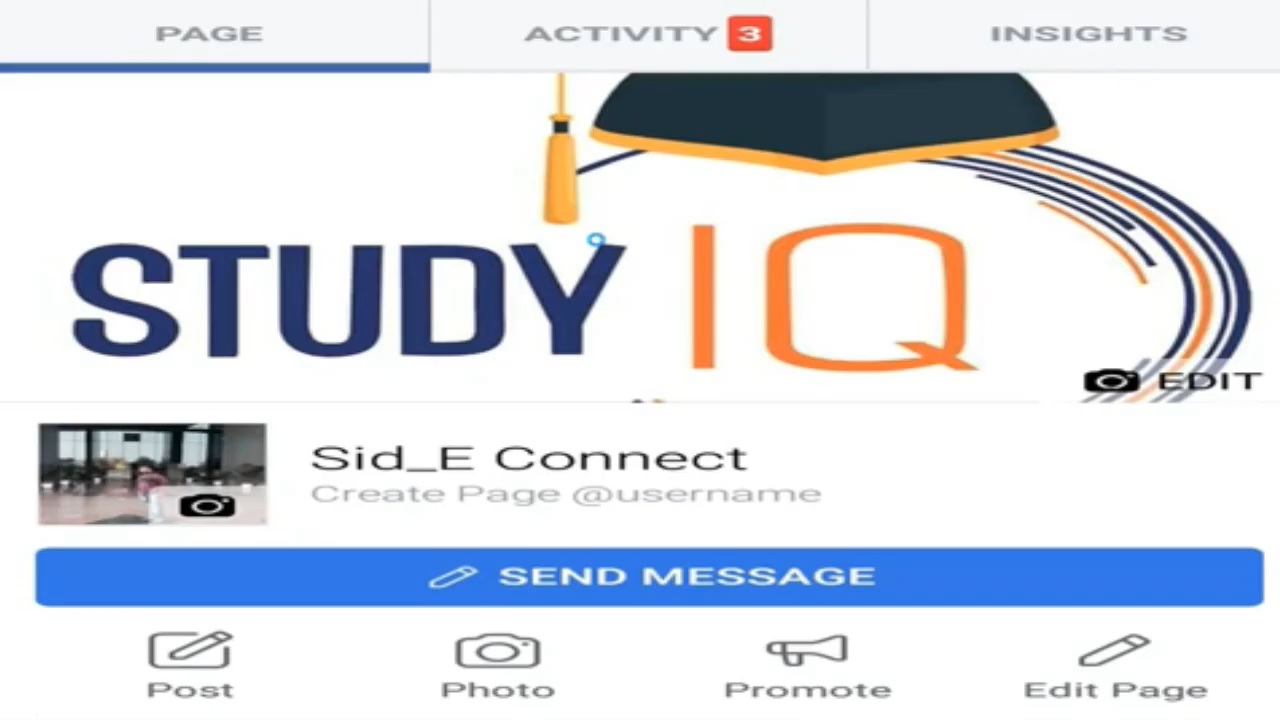 PAGE
ACTIVITY 3
INSIGHTS
STUDY IQ
EDIT
Sid_E Connect
Create Page @username
SEND MESSAGE
Post
Photo
Promote
Edit Page